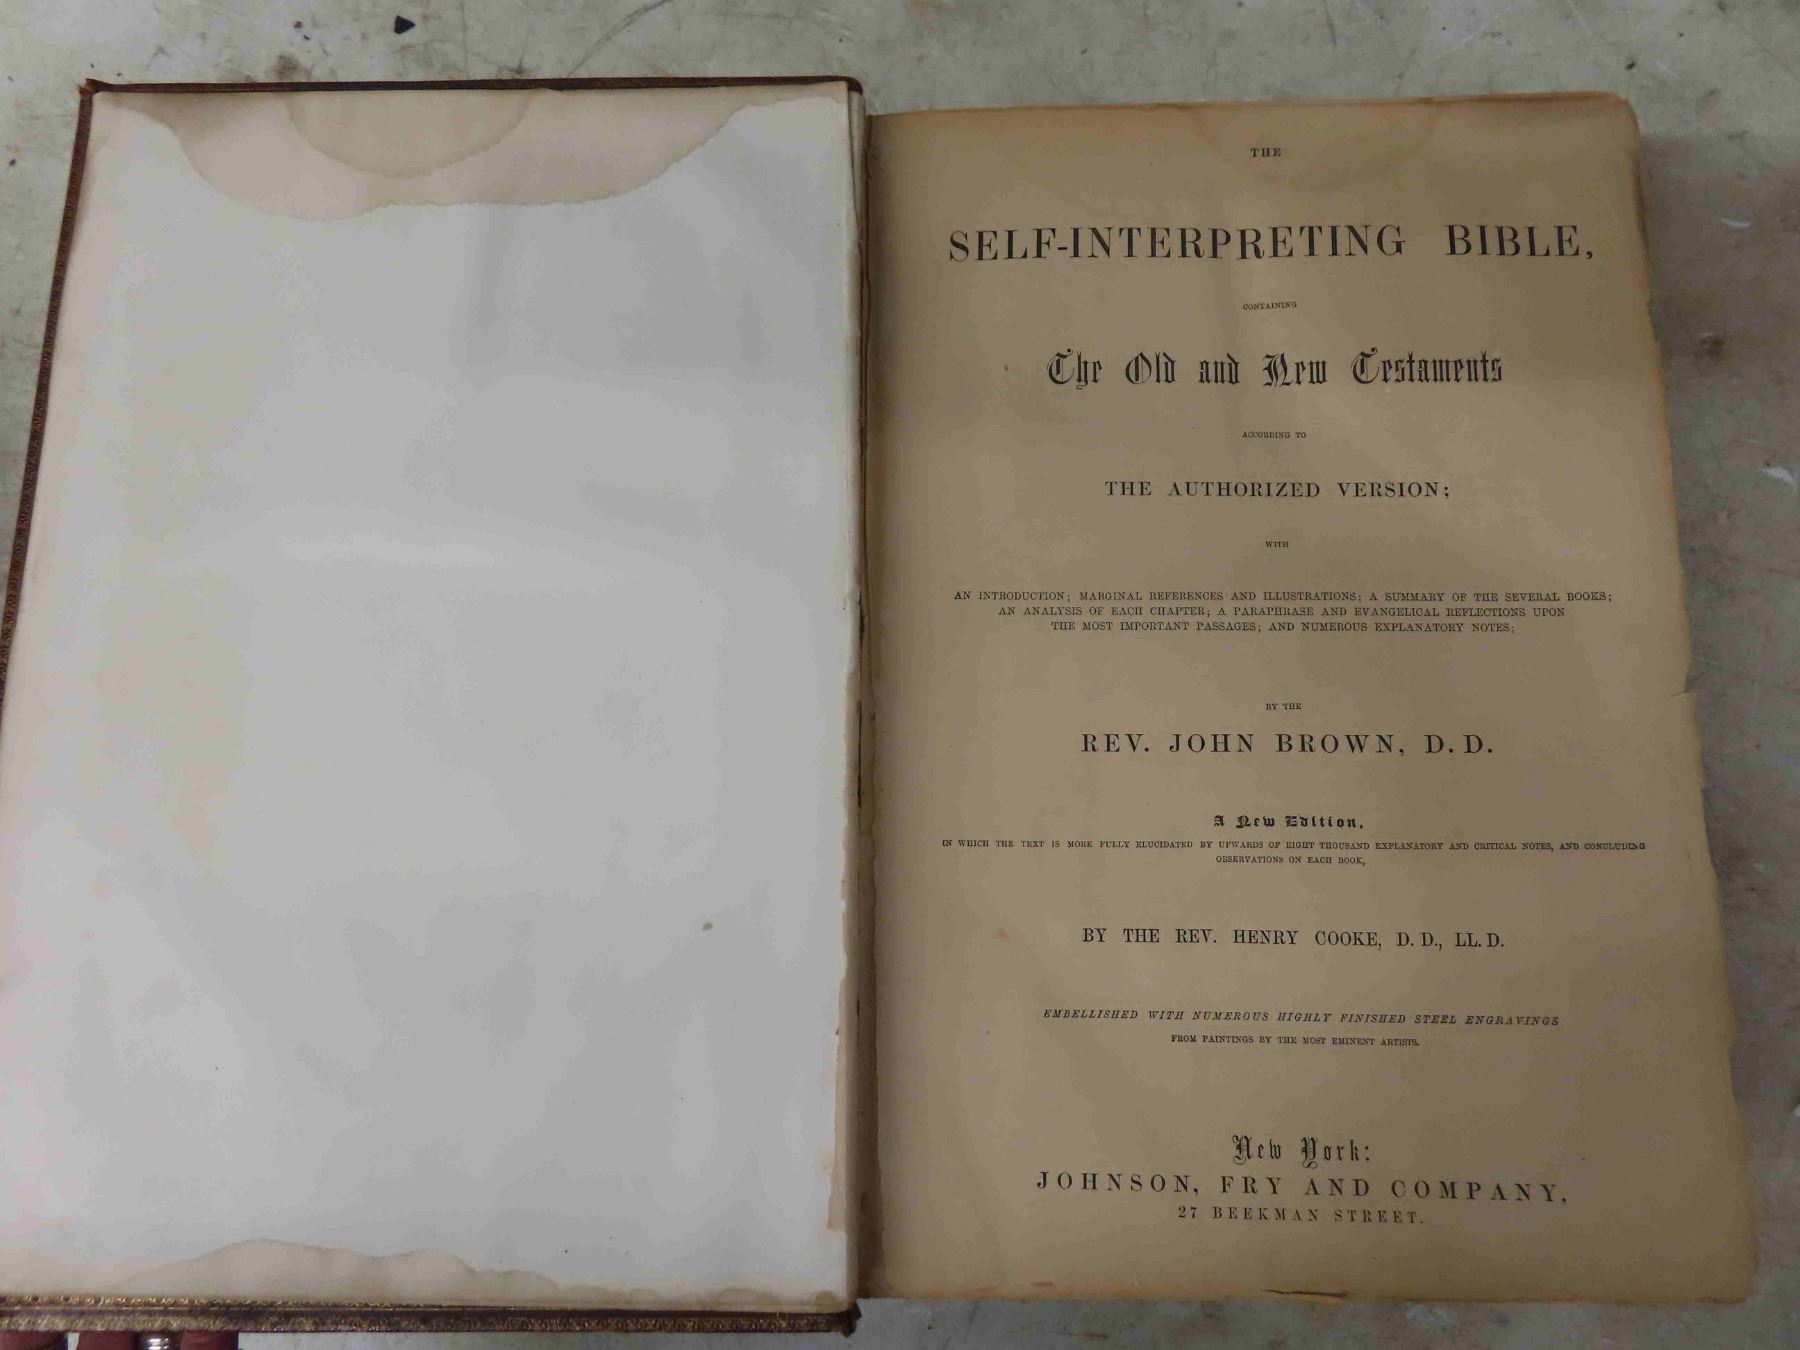 THE
SELF-INTERPRETING BIBLE,
CONTAINING
The Old and New Testaments
ACCORDING TO
THE AUTHORIZED VERSION;
WITH
AN INTRODUCTION; MARGINAL REFERENCES AND ILLUSTRATIONS; A SUMMARY OF THE SEVERAL BOOKS;
AN ANALYSIS OF EACH CHAPTER; A PARAPHRASE AND EVANGELICAL REFLECTIONS UPON
THE MOST IMPORTANT PASSAGES; AND NUMEROUS EXPLANATORY NOTES;
BY THE
REV. JOHN BROWN, D.D.
A New Edition,
IN WHICH THE TEXT IS MORE FULLY ELUCIDATED BY UPWARDS OF EIGHT THOUSAND EXPLANATORY AND CRITICAL NOTES, AND CONCLUDING
OBSERVATIONS ON EACH BOOK,
BY THE REV. HENRY COOKE, D.D., LL.D.
EMBELLISHED WITH NUMEROUS HIGHLY FINISHED STEEL ENGRAVINGS
FROM PAINTINGS BY THE MOST EMINENT ARTISTS.
New York:
JOHNSON, FRY AND COMPANY,
27 BEEKMAN STREET.